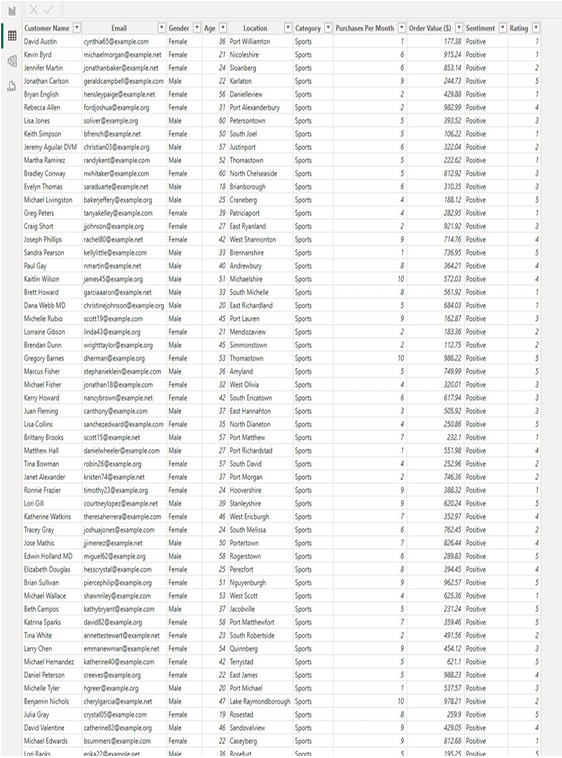 Customer Name Email Gender Age Location Category Purchases Per Month Order Value ($) Sentiment Rating
David Austin cynthia65@example.com Female 36 Port Williamton Sports 1 177.38 Positive 1
Kevin Byrd michaelmorgan@example.net Female 21 Nicoleshire Sports 6 915.24 Positive 1
Jennifer Martin jonathanbaker@example.net Female 24 Sloanberg Sports 6 853.14 Positive 2
Jonathan Carlson geraldcampbell@example.com Male 22 Karlaton Sports 9 244.73 Positive 5
Bryan English hensleypaige@example.net Female 56 Danielleview Sports 2 429.88 Positive 1
Rebecca Allen fordjoshua@example.org Female 31 Port Alexanderbury Sports 2 982.99 Positive 4
Lisa Jones soliver@example.org Male 60 Petersontown Sports 5 393.52 Positive 3
Keith Simpson bfrench@example.net Female 50 South Joel Sports 5 106.22 Positive 1
Jeremy Aguilar DVM christian03@example.org Male 57 Justinport Sports 6 322.04 Positive 2
Martha Ramirez randykent@example.com Male 52 Thomastown Sports 5 222.62 Positive 1
Bradley Conway nwhitaker@example.com Female 60 North Chelseaside Sports 5 812.92 Positive 3
Evelyn Thomas saraduarte@example.net Male 18 Brianborough Sports 6 310.35 Positive 3
Michael Livingston bakerjeffery@example.org Male 25 Craneberg Sports 4 188.12 Positive 5
Greg Peters tanyakelley@example.com Female 39 Patriciaport Sports 4 282.95 Positive 1
Craig Short jjohnson@example.org Female 27 East Ryanland Sports 2 921.92 Positive 3
Joseph Phillips rachel80@example.net Female 42 West Shannonton Sports 9 714.76 Positive 4
Sandra Pearson kellylittle@example.com Male 33 Brennanshire Sports 1 736.95 Positive 5
Paul Gay nmartin@example.net Male 40 Andrewbury Sports 8 364.21 Positive 4
Kaitlin Wilson james45@example.org Male 51 Michaelshire Sports 10 572.03 Positive 4
Brett Howard garciaaaron@example.net Male 33 South Michelle Sports 8 561.92 Positive 1
Dana Webb MD christinejohnson@example.org Male 20 East Richardland Sports 5 684.03 Positive 1
Michelle Rubio scott19@example.com Male 45 Port Lauren Sports 9 162.87 Positive 3
Lorraine Gibson linda43@example.org Female 21 Mendozaview Sports 2 183.36 Positive 2
Brendan Dunn wrighttaylor@example.org Male 45 Simmonstown Sports 2 112.75 Positive 2
Gregory Barnes dherman@example.org Female 53 Thomastown Sports 10 986.22 Positive 5
Marcus Fisher stephanieklein@example.com Male 36 Amyland Sports 5 749.99 Positive 5
Michael Fisher jonathan18@example.com Female 32 West Olivia Sports 4 320.01 Positive 3
Kerry Howard nancybrown@example.net Female 42 South Ericatown Sports 6 617.94 Positive 3
Juan Fleming canthony@example.com Male 37 East Hannahton Sports 3 505.92 Positive 3
Lisa Collins sanchezedward@example.com Female 35 North Dianeton Sports 4 250.86 Positive 5
Brittany Brooks scott15@example.net Male 57 Port Matthew Sports 7 232.1 Positive 1
Matthew Hall danielwheeler@example.com Male 27 Port Richardstad Sports 1 551.98 Positive 4
Tina Bowman robin26@example.org Female 57 South David Sports 4 252.96 Positive 2
Janet Alexander kristen74@example.net Female 37 Port Morgan Sports 2 746.36 Positive 2
Ronnie Frazier timothy23@example.org Female 24 Hoovershire Sports 9 388.32 Positive 1
Lori Gill courtneylopez@example.net Male 39 Stanleyshire Sports 9 620.24 Positive 5
Katherine Watkins theresaherrera@example.com Female 46 West Ericburgh Sports 7 352.97 Positive 4
Tracey Gray joshuajones@example.com Female 24 South Melissa Sports 6 762.45 Positive 2
Jose Mathis jjimenez@example.net Male 50 Portertown Sports 7 826.44 Positive 4
Edwin Holland MD miguel62@example.org Male 58 Rogerstown Sports 6 289.83 Positive 5
Elizabeth Douglas hesscrystal@example.com Female 25 Perezfort Sports 8 394.45 Positive 4
Brian Sullivan piercephilip@example.com Female 51 Nguyenburgh Sports 9 962.57 Positive 5
Michael Wallace shawnriley@example.com Female 53 West Scott Sports 4 625.36 Positive 1
Beth Campos kathybryant@example.com Male 37 Jacobville Sports 5 231.24 Positive 5
Katrina Sparks david82@example.org Female 58 Port Matthewfort Sports 7 359.46 Positive 5
Tina White annettestewart@example.net Female 23 South Robertside Sports 2 491.56 Positive 2
Larry Chen emmanewman@example.net Female 54 Quinnberg Sports 9 454.12 Positive 3
Michael Hernandez katherine40@example.com Female 42 Terrystad Sports 5 621.1 Positive 5
Daniel Peterson creeves@example.org Female 22 East James Sports 5 988.23 Positive 4
Michelle Tyler hgreer@example.org Male 20 Port Michael Sports 1 537.57 Positive 3
Benjamin Nichols cherylgarcia@example.net Male 47 Lake Raymondborough Sports 10 978.21 Positive 2
Julia Gray crystal05@example.com Female 19 Rosestad Sports 8 259.9 Positive 5
David Valentine catherine82@example.org Male 46 Sandovalview Sports 9 429.05 Positive 4
Michael Edwards bsummers@example.com Female 22 Caseyberg Sports 9 812.68 Positive 1
Lori Banks erika22@example.net Male 36 Rosefurt Sports 5 195.25 Positive 5